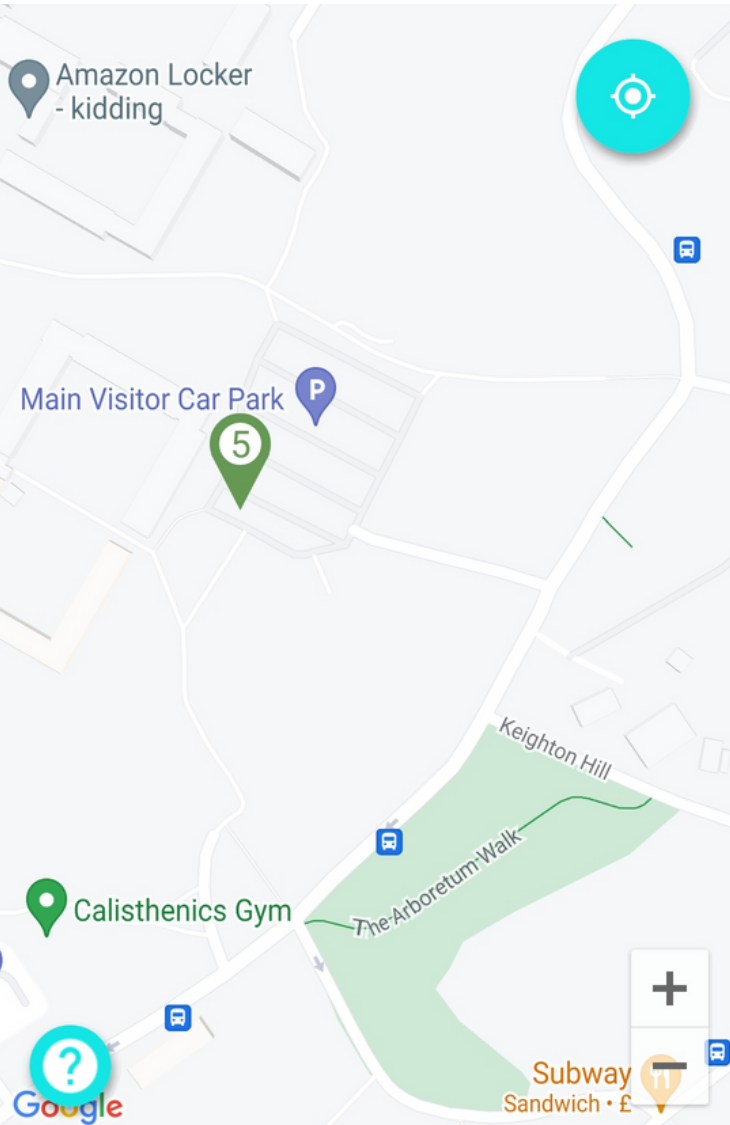 Amazon Locker
- kidding
Main Visitor Car Park
P
5
Keighton Hill
The Arboretum Walk
Calisthenics Gym
+
−
?
Subway
Sandwich • £
Google